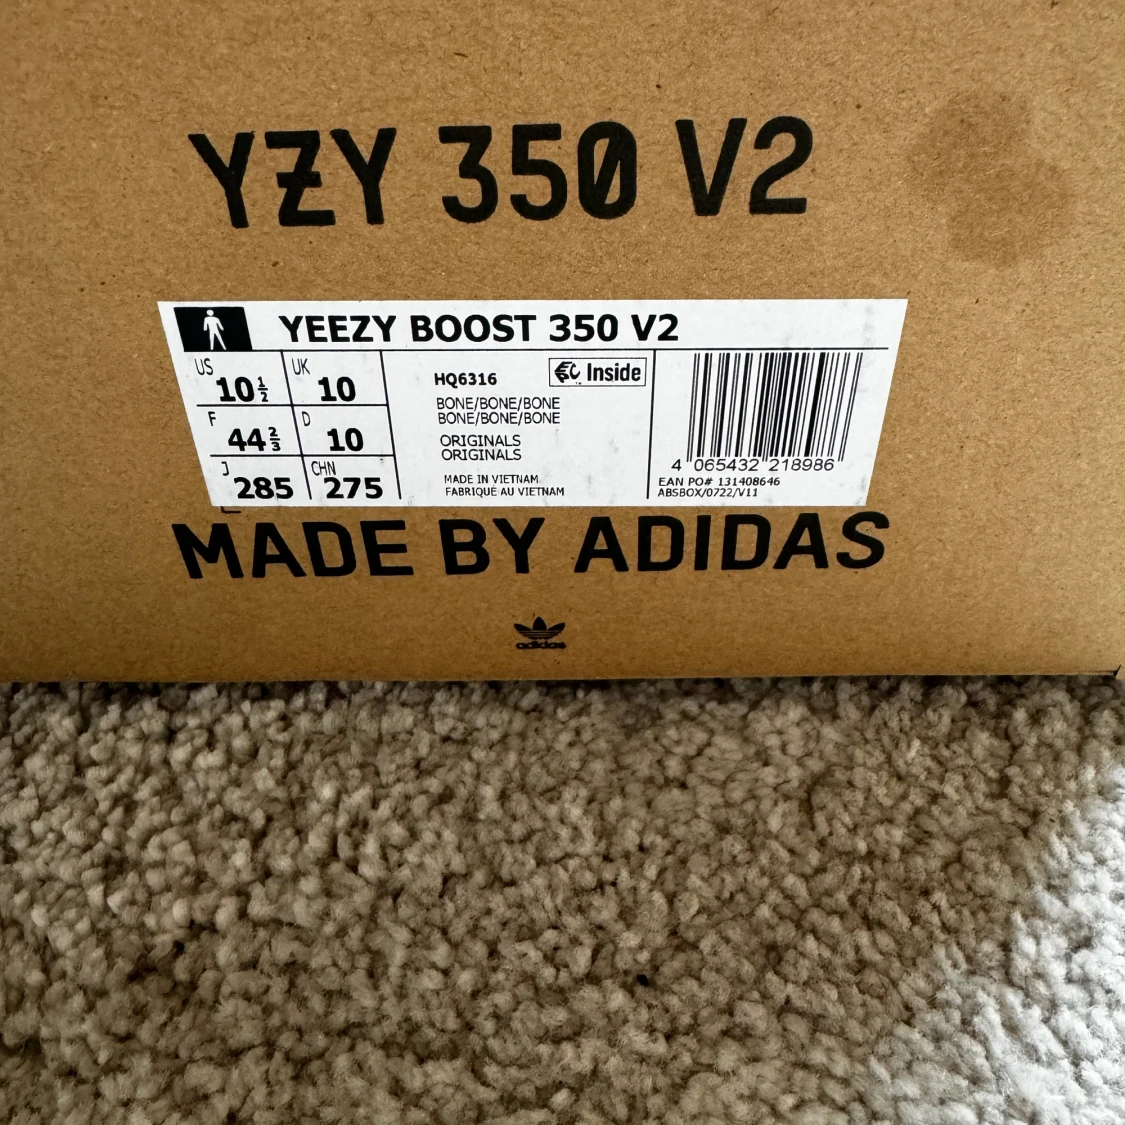 YZY 350 V2
YEEZY BOOST 350 V2
US 10½ UK 10
F 44⅔ D 10
J 285 CHN 275
HQ6316
Inside
BONE/BONE/BONE
BONE/BONE/BONE
ORIGINALS
ORIGINALS
MADE IN VIETNAM
FABRIQUÉ AU VIETNAM
4 065432 218986
EAN PO# 131408646
ABSBOX/0722/V11
MADE BY ADIDAS
adidas